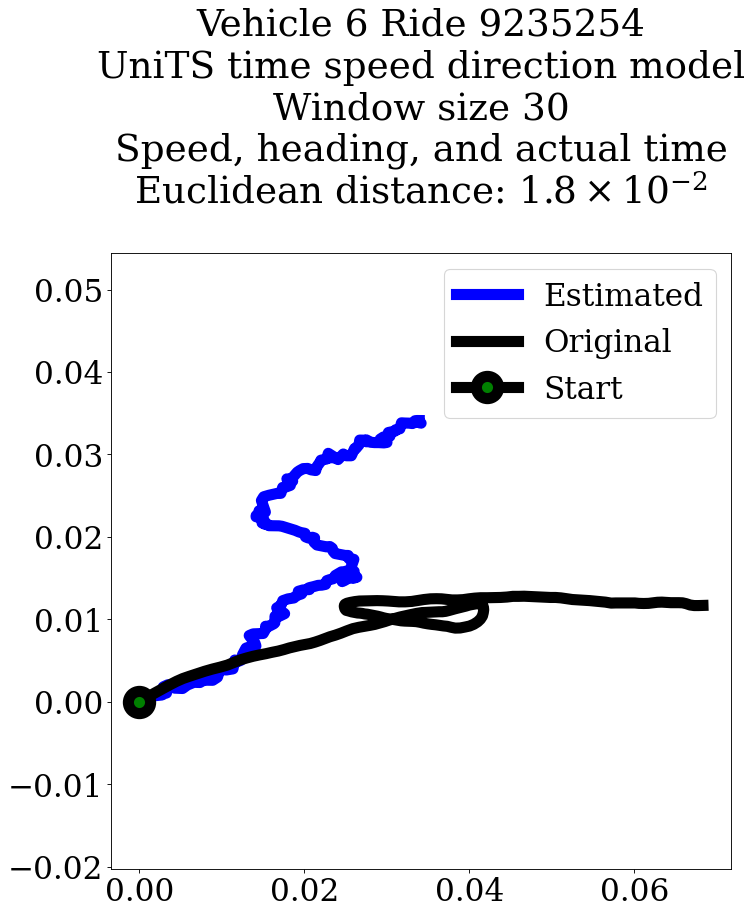 Vehicle 6 Ride 9235254
UniTS time speed direction model
Window size 30
Speed, heading, and actual time
Euclidean distance: 1.8 × 10⁻²
Estimated
Original
Start
0.05
0.04
0.03
0.02
0.01
0.00
−0.01
−0.02
0.00 0.02 0.04 0.06